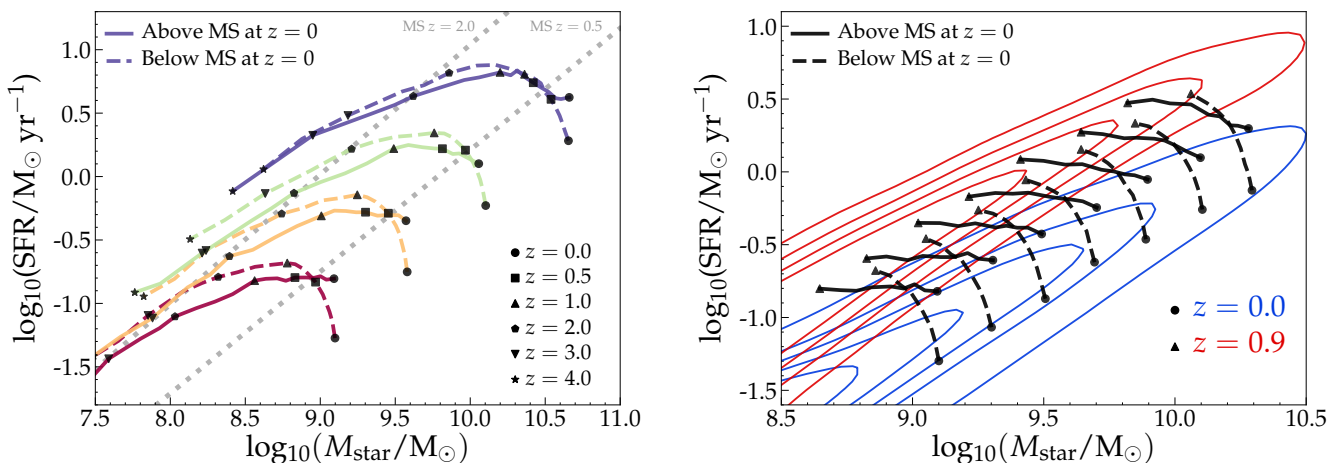 MS z = 2.0
MS z = 0.5
Above MS at z = 0
Below MS at z = 0
1.0
0.5
0.0
-0.5
-1.0
-1.5
log₁₀(SFR/M☉ yr⁻¹)
z = 0.0
z = 0.5
z = 1.0
z = 2.0
z = 3.0
z = 4.0
7.5 8.0 8.5 9.0 9.5 10.0 10.5 11.0
log₁₀(Mstar/M☉)
Above MS at z = 0
Below MS at z = 0
1.0
0.5
0.0
-0.5
-1.0
-1.5
log₁₀(SFR/M☉ yr⁻¹)
z = 0.0
z = 0.9
8.5 9.0 9.5 10.0 10.5
log₁₀(Mstar/M☉)